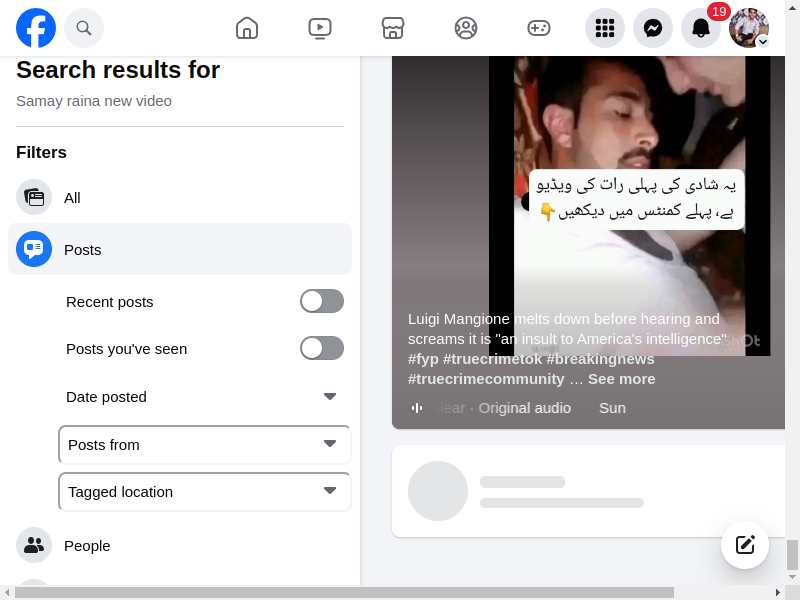 19
Search results for
Samay raina new video
Filters
All
Posts
Recent posts
Posts you've seen
Date posted
Posts from
Tagged location
People
یہ شادی کی پہلی رات کی ویڈیو
ہے، پہلے کمنٹس میں دیکھیں👇
Luigi Mangione melts down before hearing and
screams it is "an insult to America's intelligence".
#fyp #truecrimetok #breakingnews
#truecrimecommunity … See more
lear · Original audio Sun